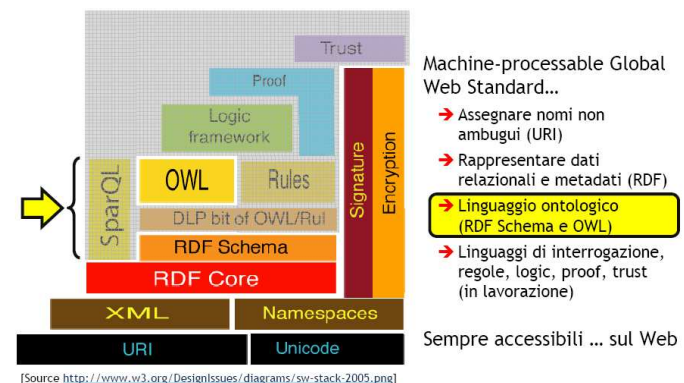 Trust
Proof
Logic
framework
SparQL
OWL
Rules
DLP bit of OWL/Rul
RDF Schema
RDF Core
Signature
Encryption
XML
Namespaces
URI
Unicode
[Source http://www.w3.org/DesignIssues/diagrams/sw-stack-2005.png]
Machine-processable Global
Web Standard…
➔ Assegnare nomi non
ambugui (URI)
➔ Rappresentare dati
relazionali e metadati (RDF)
➔ Linguaggio ontologico
(RDF Schema e OWL)
➔ Linguaggi di interrogazione,
regole, logic, proof, trust
(in lavorazione)
Sempre accessibili … sul Web